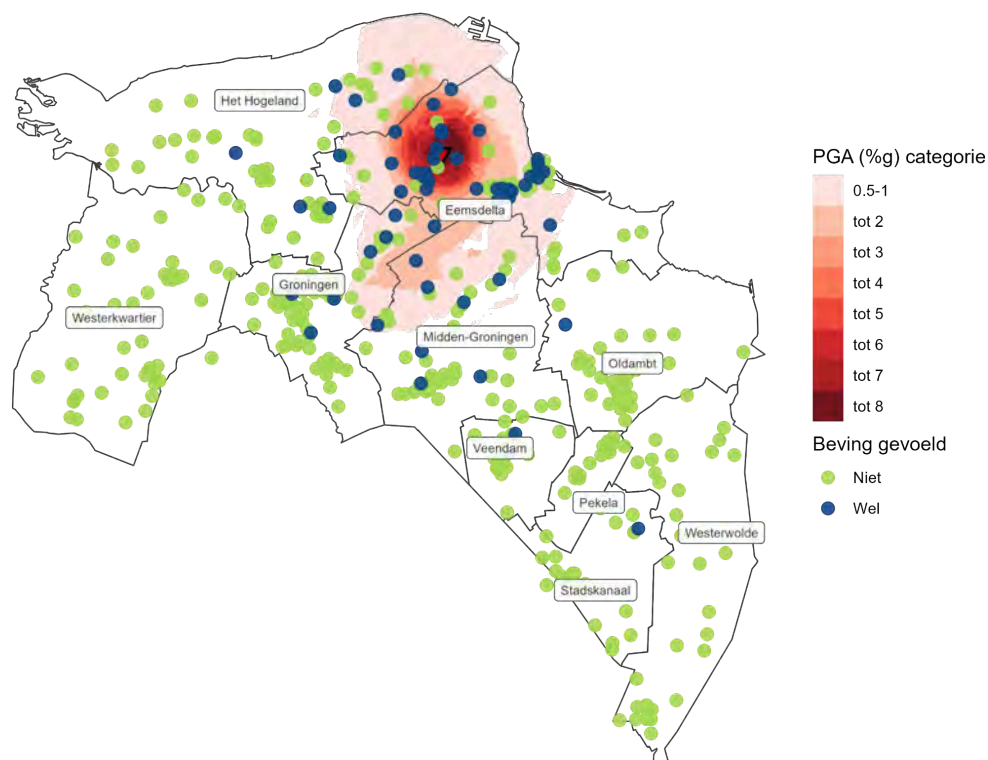 Het Hogeland
Eemsdelta
Groningen
Westerkwartier
Midden-Groningen
Oldambt
Veendam
Pekela
Westerwolde
Stadskanaal
PGA (%g) categorie
0.5-1
tot 2
tot 3
tot 4
tot 5
tot 6
tot 7
tot 8
Beving gevoeld
Niet
Wel